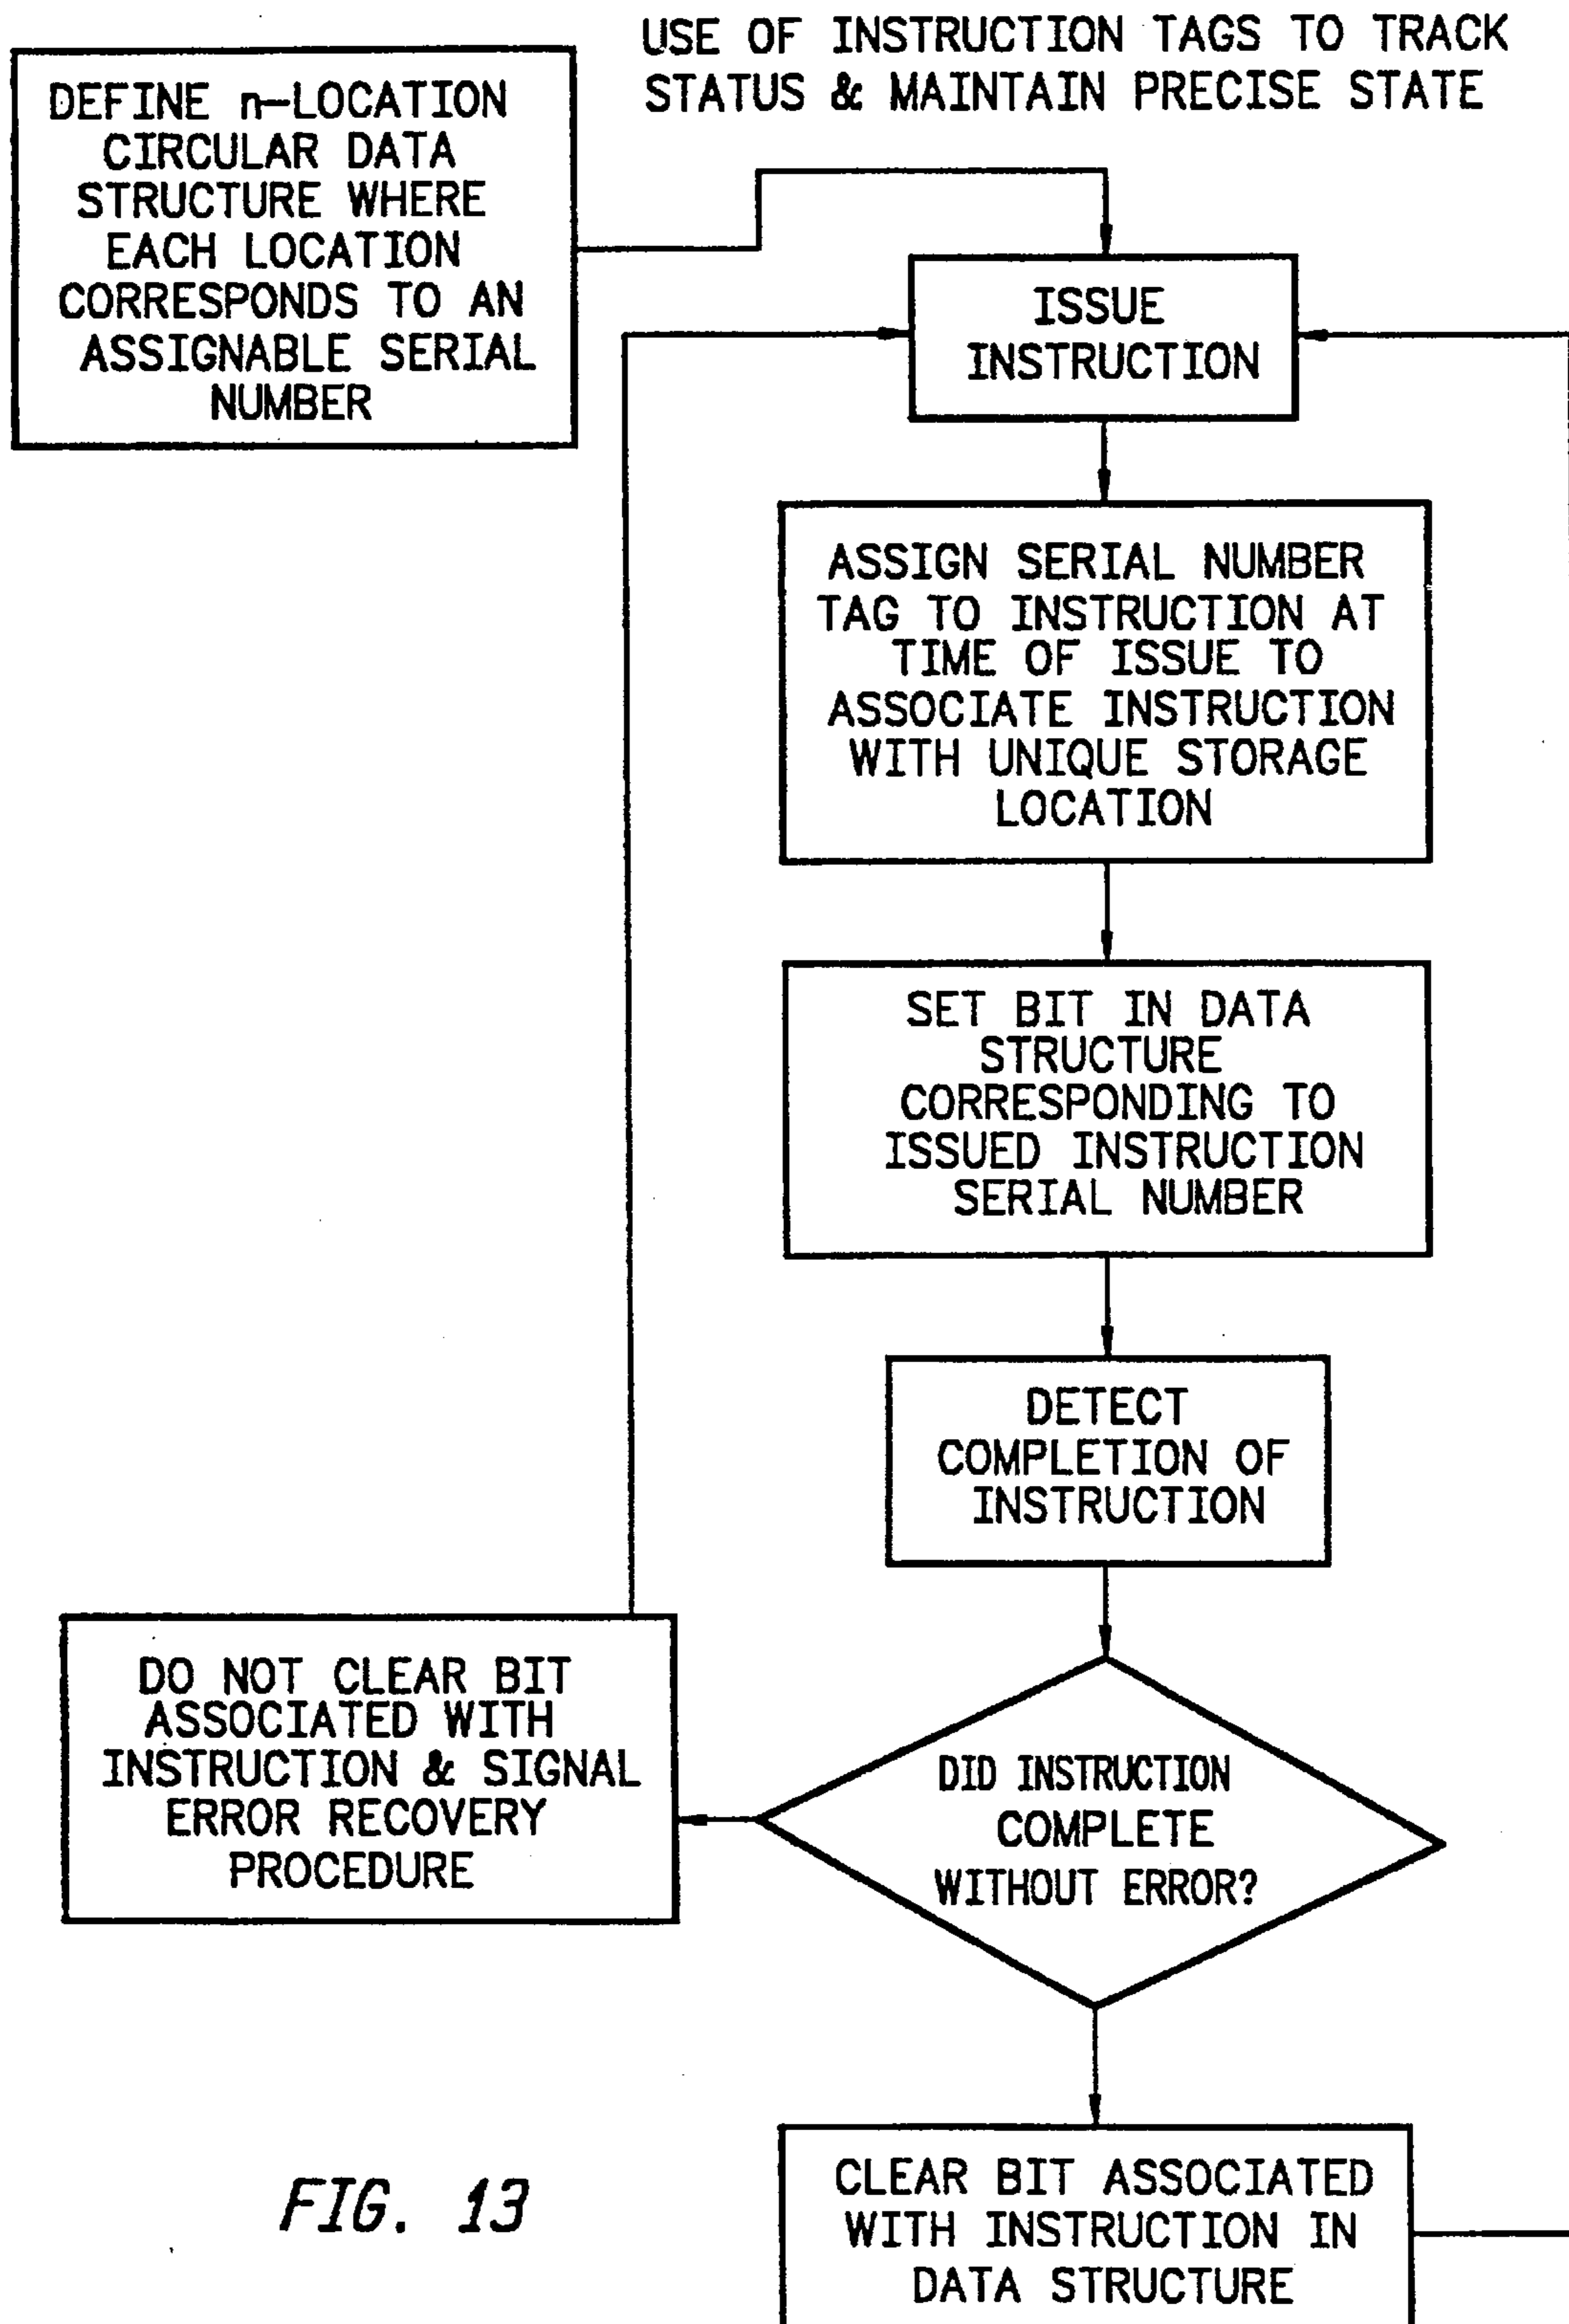 USE OF INSTRUCTION TAGS TO TRACK
STATUS & MAINTAIN PRECISE STATE
DEFINE n-LOCATION
CIRCULAR DATA
STRUCTURE WHERE
EACH LOCATION
CORRESPONDS TO AN
ASSIGNABLE SERIAL
NUMBER
ISSUE
INSTRUCTION
ASSIGN SERIAL NUMBER
TAG TO INSTRUCTION AT
TIME OF ISSUE TO
ASSOCIATE INSTRUCTION
WITH UNIQUE STORAGE
LOCATION
SET BIT IN DATA
STRUCTURE
CORRESPONDING TO
ISSUED INSTRUCTION
SERIAL NUMBER
DETECT
COMPLETION OF
INSTRUCTION
DID INSTRUCTION
COMPLETE
WITHOUT ERROR?
DO NOT CLEAR BIT
ASSOCIATED WITH
INSTRUCTION & SIGNAL
ERROR RECOVERY
PROCEDURE
CLEAR BIT ASSOCIATED
WITH INSTRUCTION IN
DATA STRUCTURE
FIG. 13